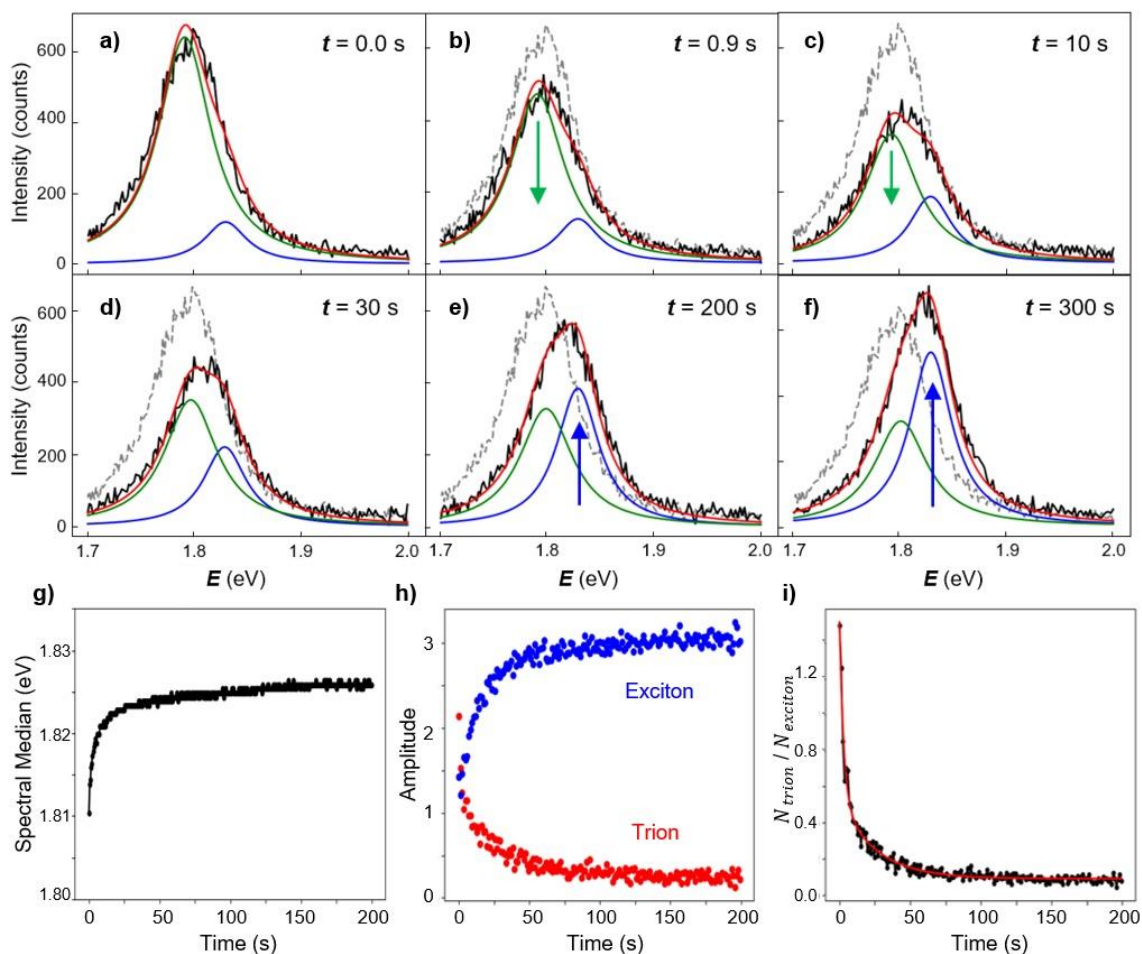 a) t = 0.0 s
b) t = 0.9 s
c) t = 10 s
Intensity (counts)
600
400
200
0
d) t = 30 s
e) t = 200 s
f) t = 300 s
Intensity (counts)
600
400
200
0
1.7 1.8 1.9 2.0
1.7 1.8 1.9 2.0
1.7 1.8 1.9 2.0
E (eV)
E (eV)
E (eV)
g)
Spectral Median (eV)
1.83
1.82
1.81
1.80
0 50 100 150 200
Time (s)
h)
Amplitude
3
2
1
0
Exciton
Trion
0 50 75 100 150 200
Time (s)
i)
N trion / N exciton
1.2
0.8
0.4
0.0
0 50 100 150 200
Time (s)